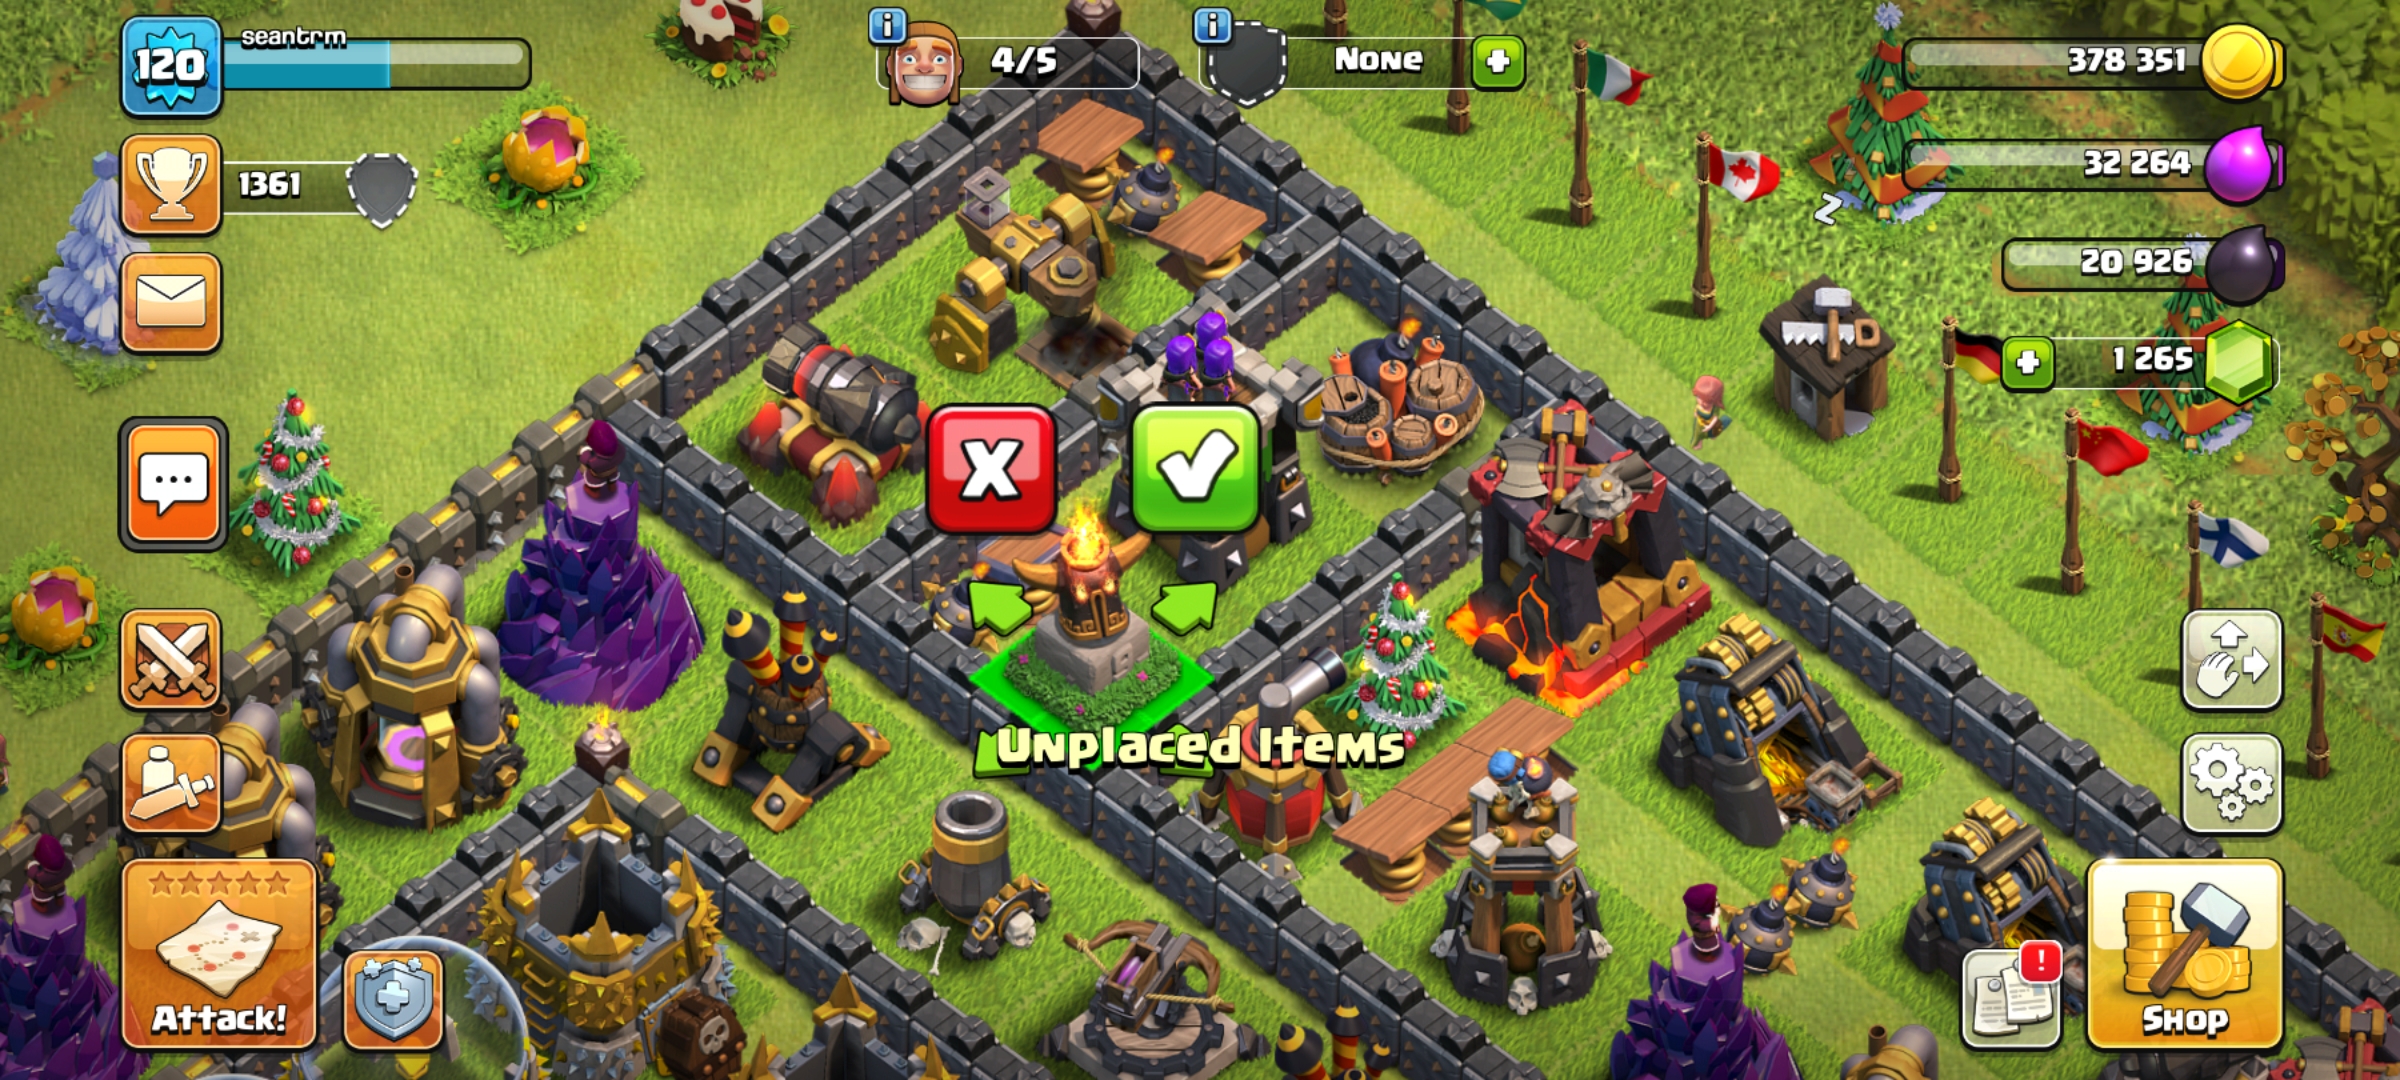 120
seantrm
i
4/5
i
None
378 351
1361
32 264
z
20 926
1 265
Unplaced Items
Attack!
!
Shop